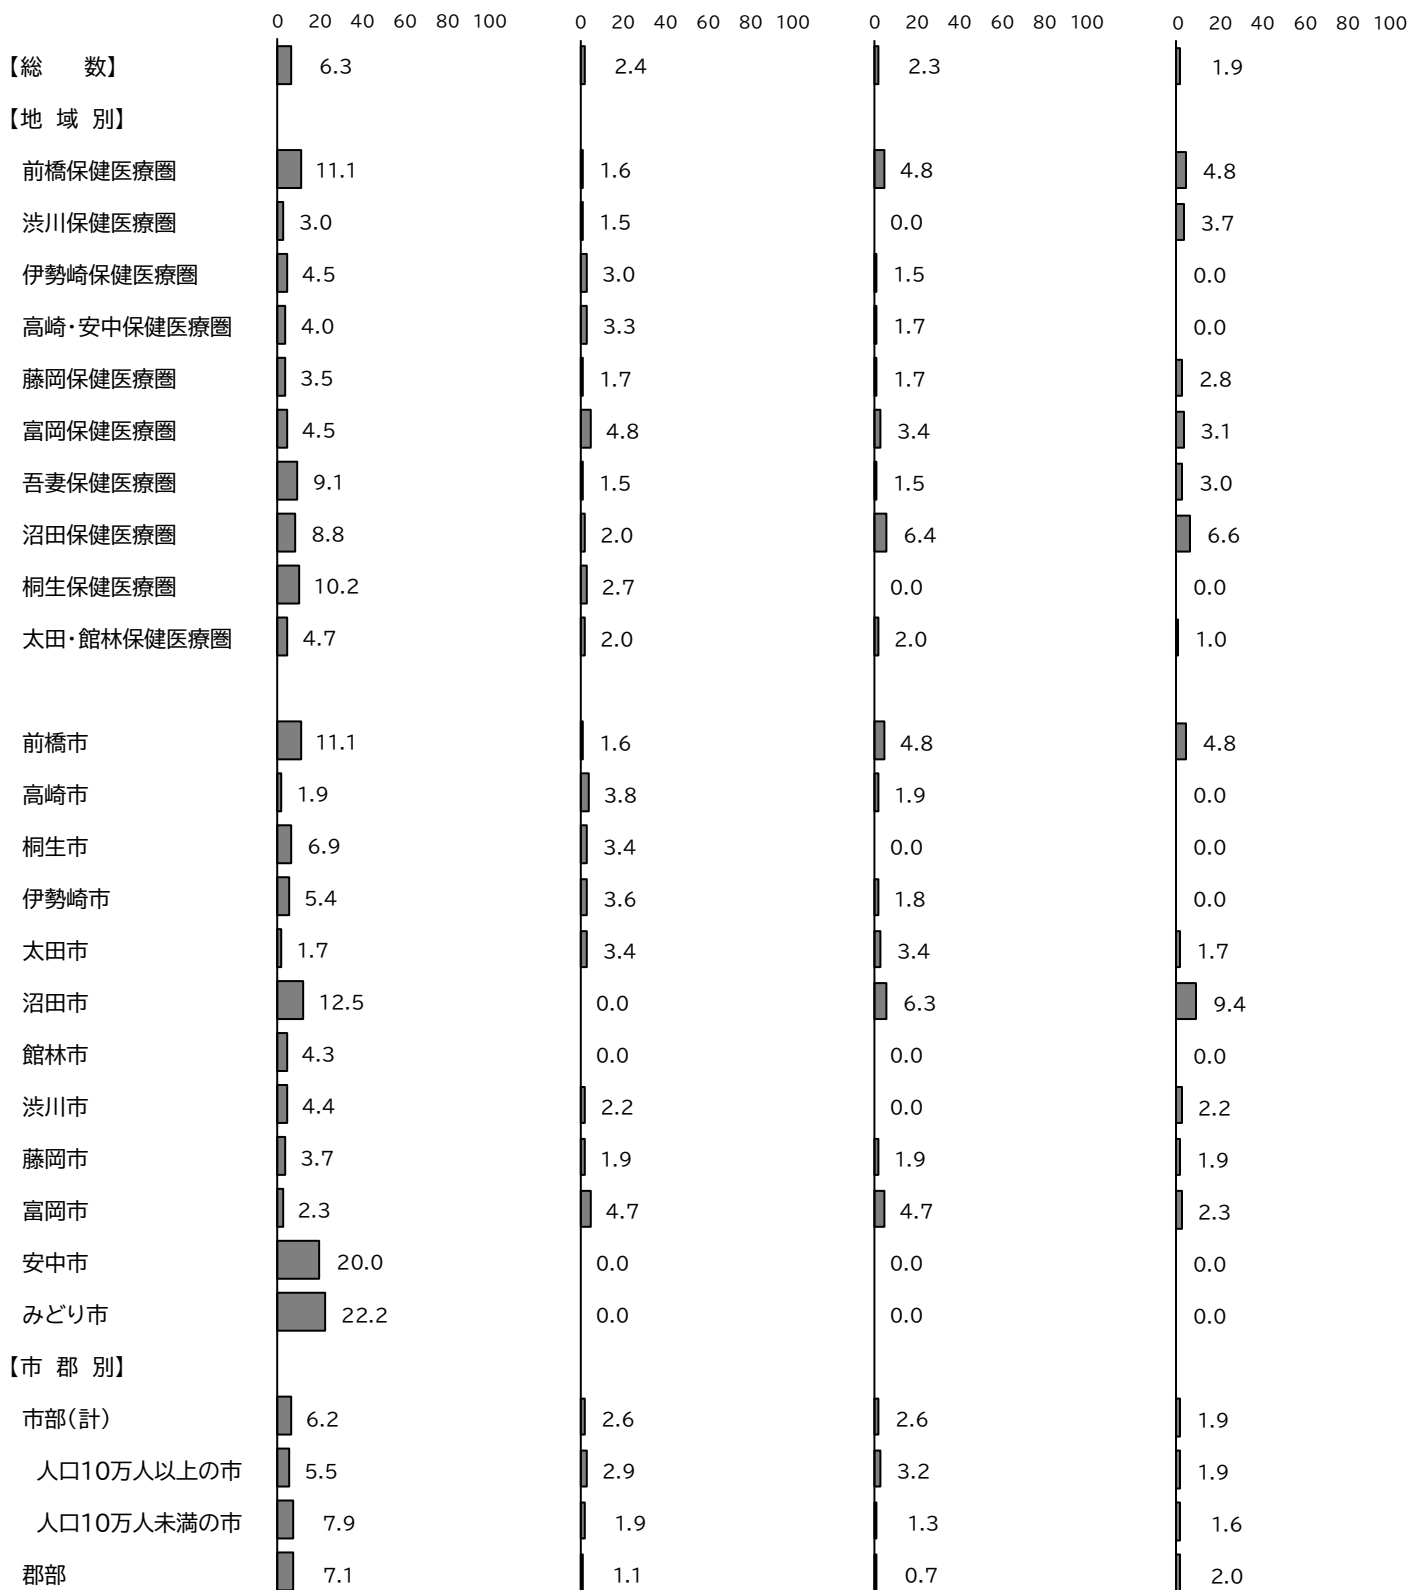 0 20 40 60 80 100 0 20 40 60 80 100 0 20 40 60 80 100 0 20 40 60 80 100
【総 数】 6.3 2.4 2.3 1.9
【地 域 別】
前橋保健医療圏 11.1 1.6 4.8 4.8
渋川保健医療圏 3.0 1.5 0.0 3.7
伊勢崎保健医療圏 4.5 3.0 1.5 0.0
高崎・安中保健医療圏 4.0 3.3 1.7 0.0
藤岡保健医療圏 3.5 1.7 1.7 2.8
富岡保健医療圏 4.5 4.8 3.4 3.1
吾妻保健医療圏 9.1 1.5 1.5 3.0
沼田保健医療圏 8.8 2.0 6.4 6.6
桐生保健医療圏 10.2 2.7 0.0 0.0
太田・館林保健医療圏 4.7 2.0 2.0 1.0
前橋市 11.1 1.6 4.8 4.8
高崎市 1.9 3.8 1.9 0.0
桐生市 6.9 3.4 0.0 0.0
伊勢崎市 5.4 3.6 1.8 0.0
太田市 1.7 3.4 3.4 1.7
沼田市 12.5 0.0 6.3 9.4
館林市 4.3 0.0 0.0 0.0
渋川市 4.4 2.2 0.0 2.2
藤岡市 3.7 1.9 1.9 1.9
富岡市 2.3 4.7 4.7 2.3
安中市 20.0 0.0 0.0 0.0
みどり市 22.2 0.0 0.0 0.0
【市 郡 別】
市部(計) 6.2 2.6 2.6 1.9
人口10万人以上の市 5.5 2.9 3.2 1.9
人口10万人未満の市 7.9 1.9 1.3 1.6
郡部 7.1 1.1 0.7 2.0